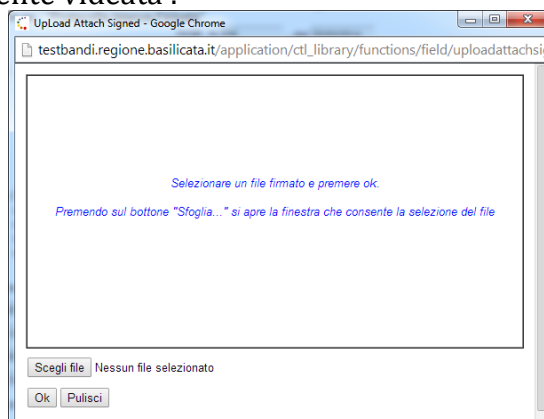 ente videata :
UpLoad Attach Signed - Google Chrome
testbandi.regione.basilicata.it/application/ctl_library/functions/field/uploadattachsi
Selezionare un file firmato e premere ok.
Premendo sul bottone "Sfoglia..." si apre la finestra che consente la selezione del file
Scegli file Nessun file selezionato
Ok Pulisci